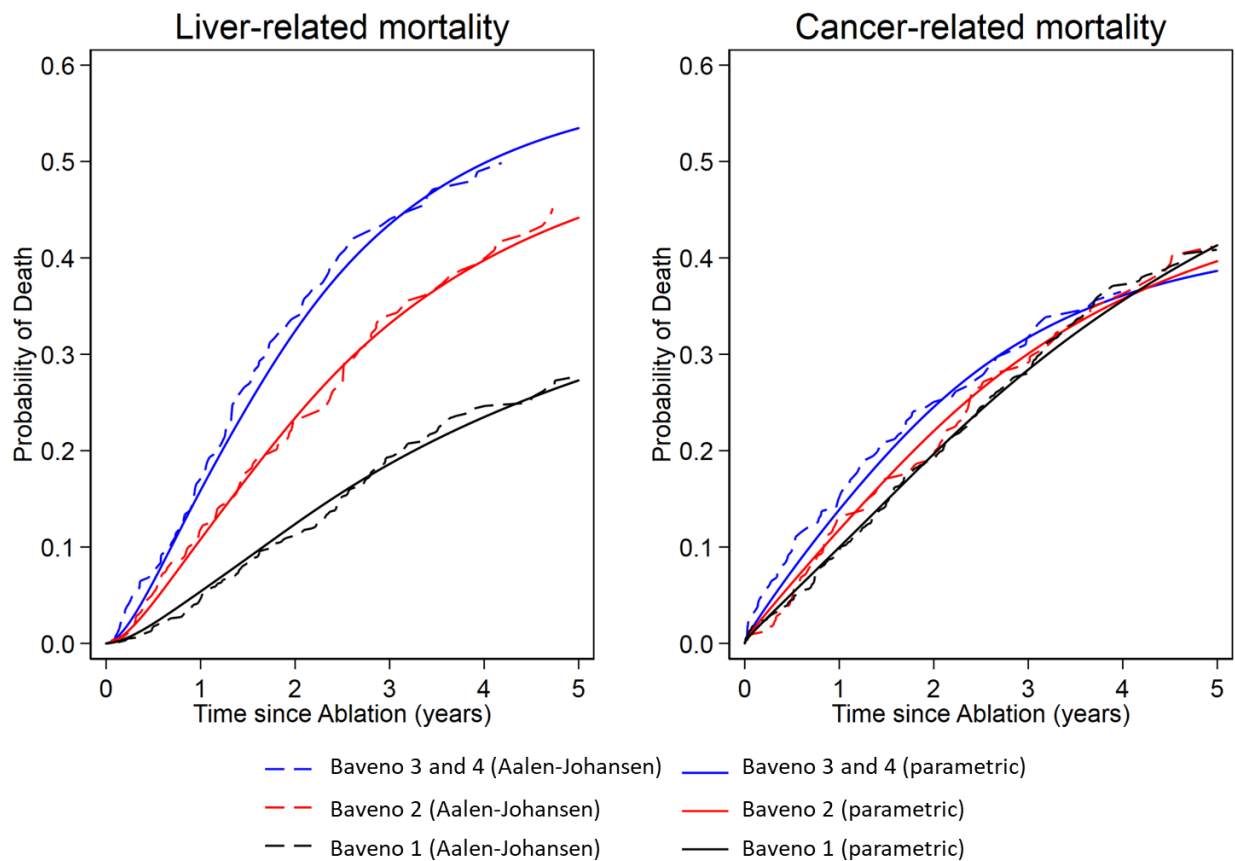 Liver-related mortality
Probability of Death
0.6
0.5
0.4
0.3
0.2
0.1
0.0
0 1 2 3 4 5
Time since Ablation (years)
Cancer-related mortality
Probability of Death
0.6
0.5
0.4
0.3
0.2
0.1
0.0
0 1 2 3 4 5
Time since Ablation (years)
Baveno 3 and 4 (Aalen-Johansen) Baveno 3 and 4 (parametric)
Baveno 2 (Aalen-Johansen) Baveno 2 (parametric)
Baveno 1 (Aalen-Johansen) Baveno 1 (parametric)